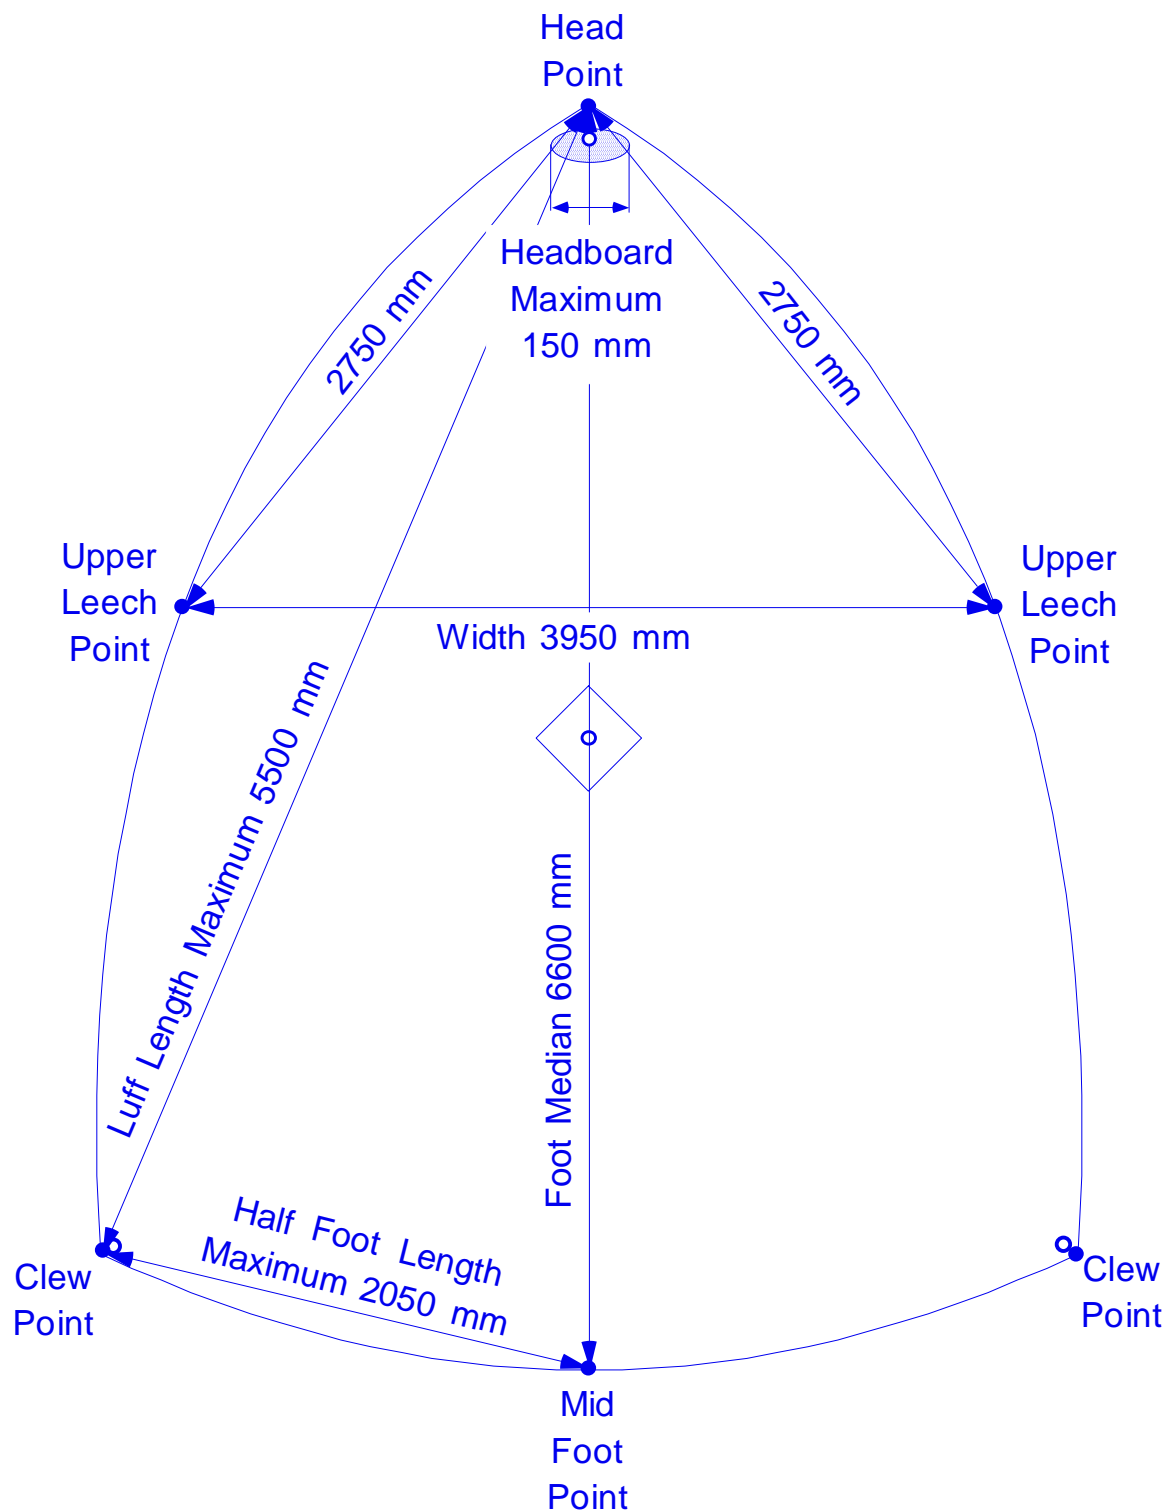 Head
Point
Headboard
Maximum
150 mm
2750 mm
2750 mm
Upper
Leech
Point
Upper
Leech
Point
Width 3950 mm
Luff Length Maximum 5500 mm
Foot Median 6600 mm
Half Foot Length
Maximum 2050 mm
Clew
Point
Clew
Point
Mid
Foot
Point